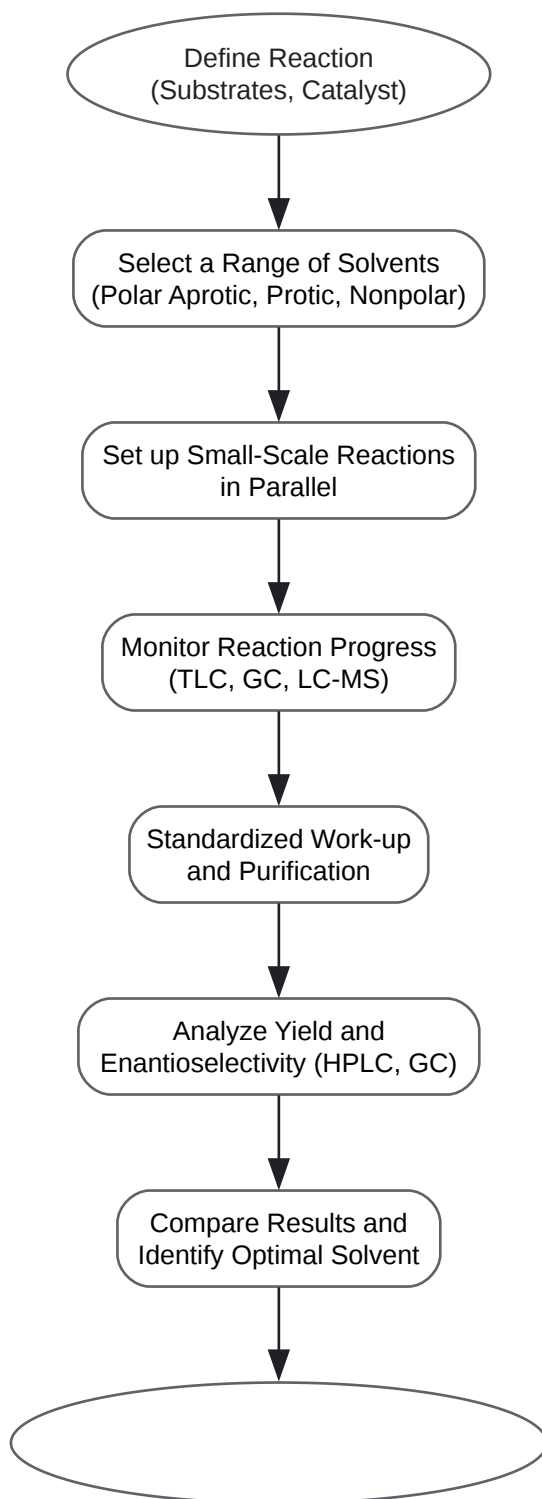 Define Reaction
(Substrates, Catalyst)
Select a Range of Solvents
(Polar Aprotic, Protic, Nonpolar)
Set up Small-Scale Reactions
in Parallel
Monitor Reaction Progress
(TLC, GC, LC-MS)
Standardized Work-up
and Purification
Analyze Yield and
Enantioselectivity (HPLC, GC)
Compare Results and
Identify Optimal Solvent